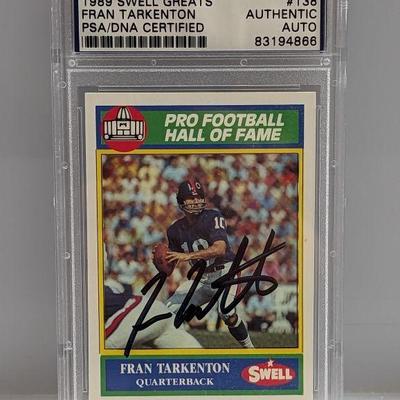 1989 SWELL GREATS #138
FRAN TARKENTON AUTHENTIC
PSA/DNA CERTIFIED AUTO
83194866
PRO FOOTBALL
HALL OF FAME
10
FRAN TARKENTON
QUARTERBACK
SWELL